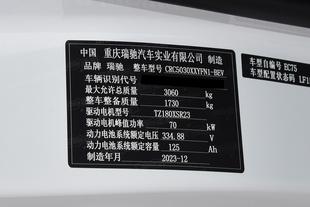 中国 重庆瑞驰汽车实业有限公司 制造
品牌 瑞驰 整车型号 CRC5030XXYFN1-BEV
车辆识别代号
最大允许总质量 3060 kg
整车整备质量 1730 kg
驱动电机型号 TZ180XSR23
驱动电机峰值功率 70 kW
动力电池系统额定电压 334.88 V
动力电池系统额定容量 125 Ah
制造年月 2023-12
车型自编号 EC75
车型配置状态码 LF1